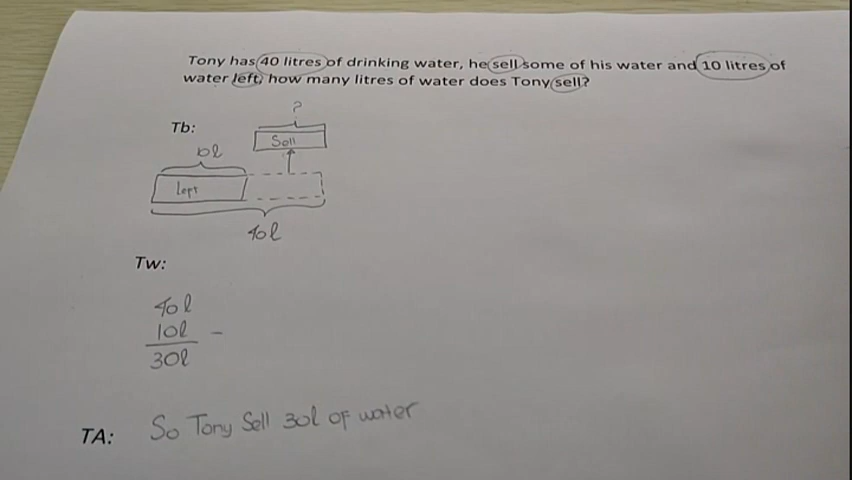 Tony has 40 litres of drinking water, he sell some of his water and 10 litres of
water left, how many litres of water does Tony sell?
?
Tb:
Sell
10l
left
40l
Tw:
40l
10l -
30l
TA: So Tony Sell 30l of water